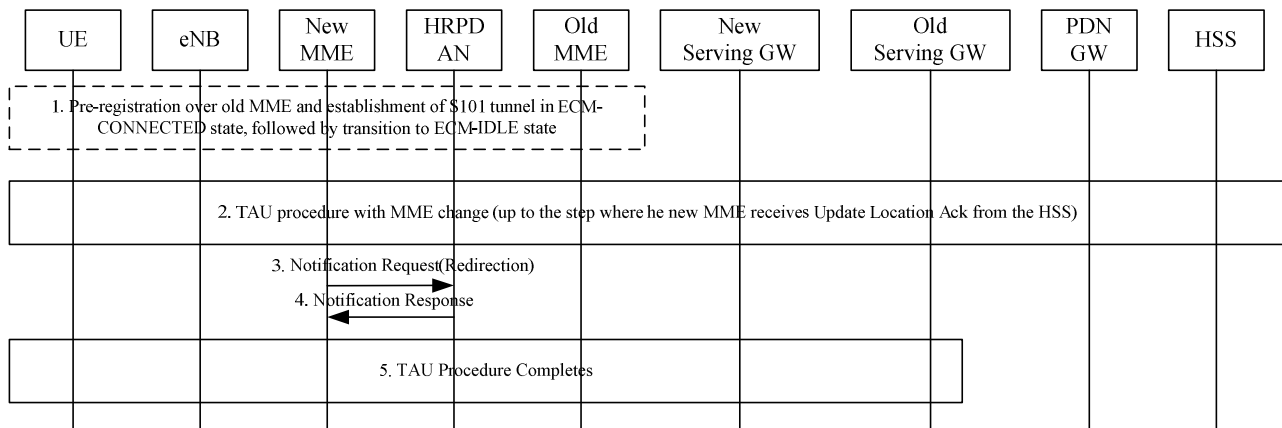 UE
eNB
New
MME
HRPD
AN
Old
MME
New
Serving GW
Old
Serving GW
PDN
GW
HSS
1. Pre-registration over old MME and establishment of S101 tunnel in ECM-
CONNECTED state, followed by transition to ECM-IDLE state
2. TAU procedure with MME change (up to the step where he new MME receives Update Location Ack from the HSS)
3. Notification Request (Redirection)
4. Notification Response
5. TAU Procedure Completes